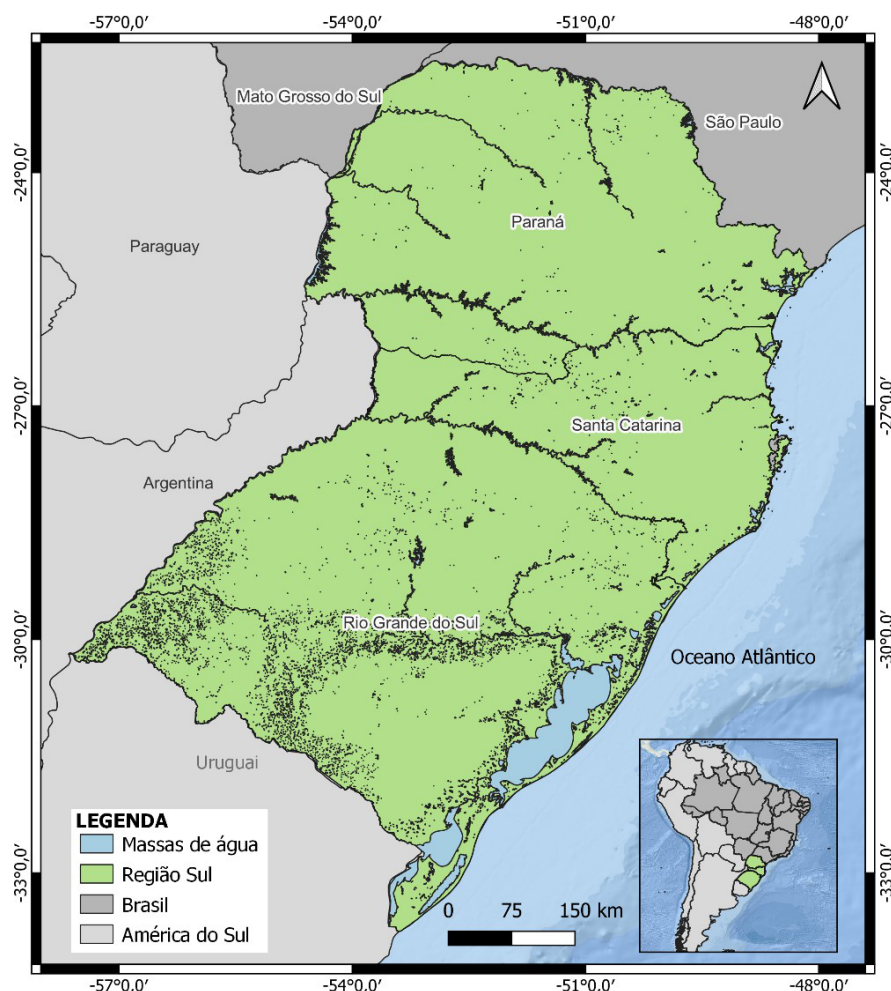 -57°0,0'
-54°0,0'
-51°0,0'
-48°0,0'
Mato Grosso do Sul
São Paulo
-24°0,0'
-24°0,0'
Paraná
Paraguay
-27°0,0'
-27°0,0'
Santa Catarina
Argentina
Rio Grande do Sul
-30°0,0'
-30°0,0'
Oceano Atlântico
Uruguai
LEGENDA
Massas de água
Região Sul
Brasil
América do Sul
-33°0,0'
-33°0,0'
0 75 150 km
-57°0,0'
-54°0,0'
-51°0,0'
-48°0,0'